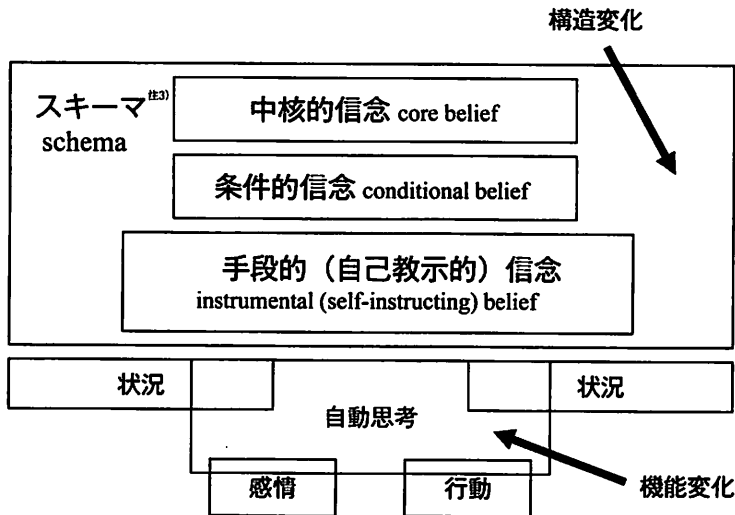 構造変化
スキーマ注3)
schema
中核的信念 core belief
条件的信念 conditional belief
手段的（自己教示的）信念
instrumental (self-instructing) belief
状況
状況
自動思考
感情
行動
機能変化